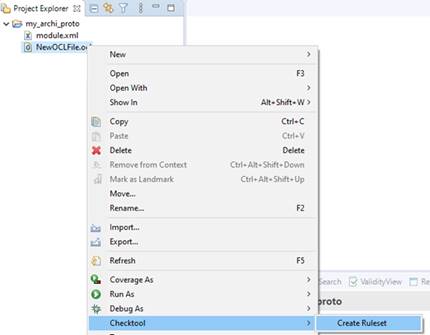 Project Explorer
my_archi_proto
module.xml
NewOCLFile.oc
New
Open F3
Open With
Show In Alt+Shift+W
Copy Ctrl+C
Paste Ctrl+V
Delete Delete
Remove from Context Ctrl+Alt+Shift+Down
Mark as Landmark Ctrl+Alt+Shift+Up
Move...
Rename... F2
Import...
Export...
Refresh F5
Coverage As
Run As
Debug As
Checktool
Create Ruleset
Search ValidityView Re
proto